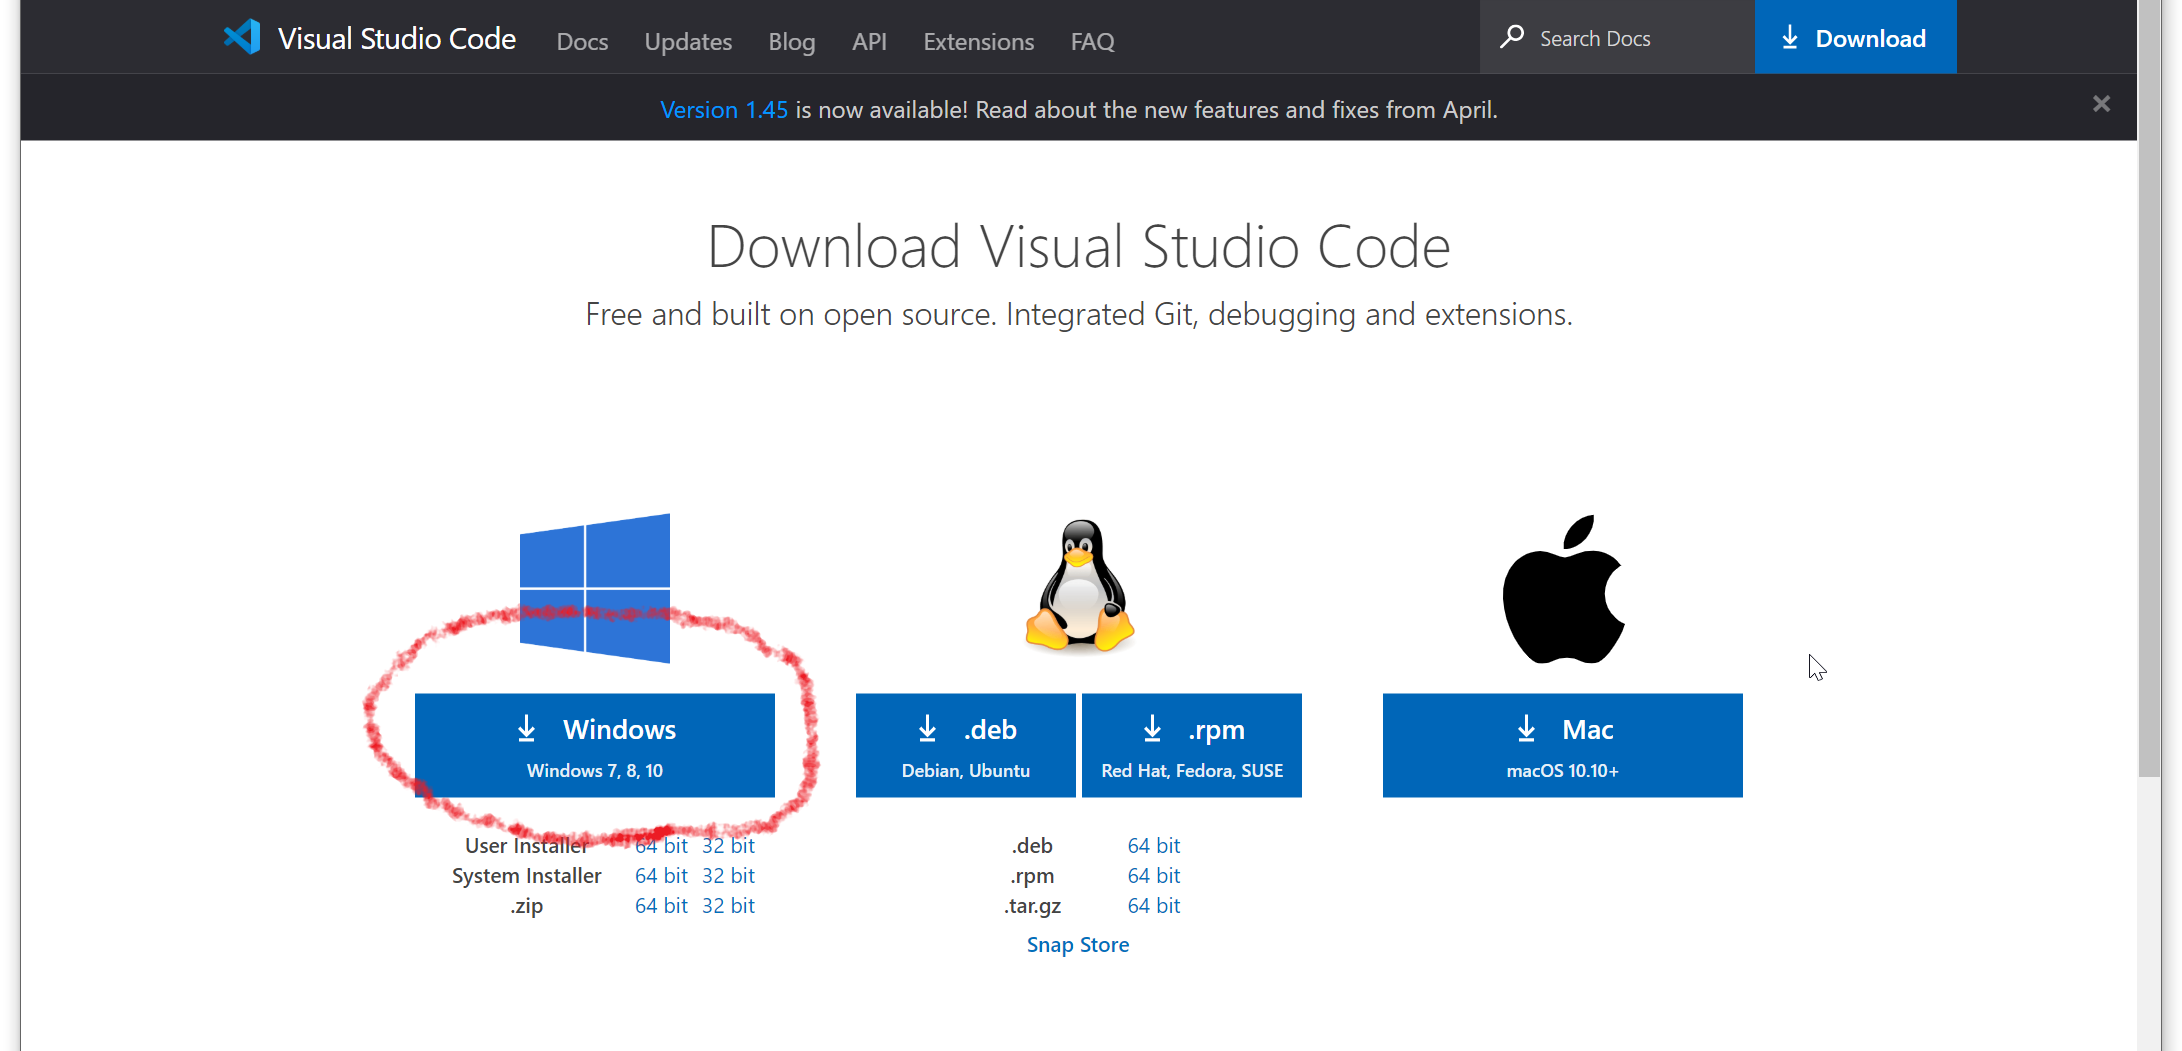 Visual Studio Code Docs Updates Blog API Extensions FAQ Search Docs Download
Version 1.45 is now available! Read about the new features and fixes from April.
Download Visual Studio Code
Free and built on open source. Integrated Git, debugging and extensions.
Windows
Windows 7, 8, 10
.deb
Debian, Ubuntu
.rpm
Red Hat, Fedora, SUSE
Mac
macOS 10.10+
User Installer 64 bit 32 bit
System Installer 64 bit 32 bit
.zip 64 bit 32 bit
.deb 64 bit
.rpm 64 bit
.tar.gz 64 bit
Snap Store